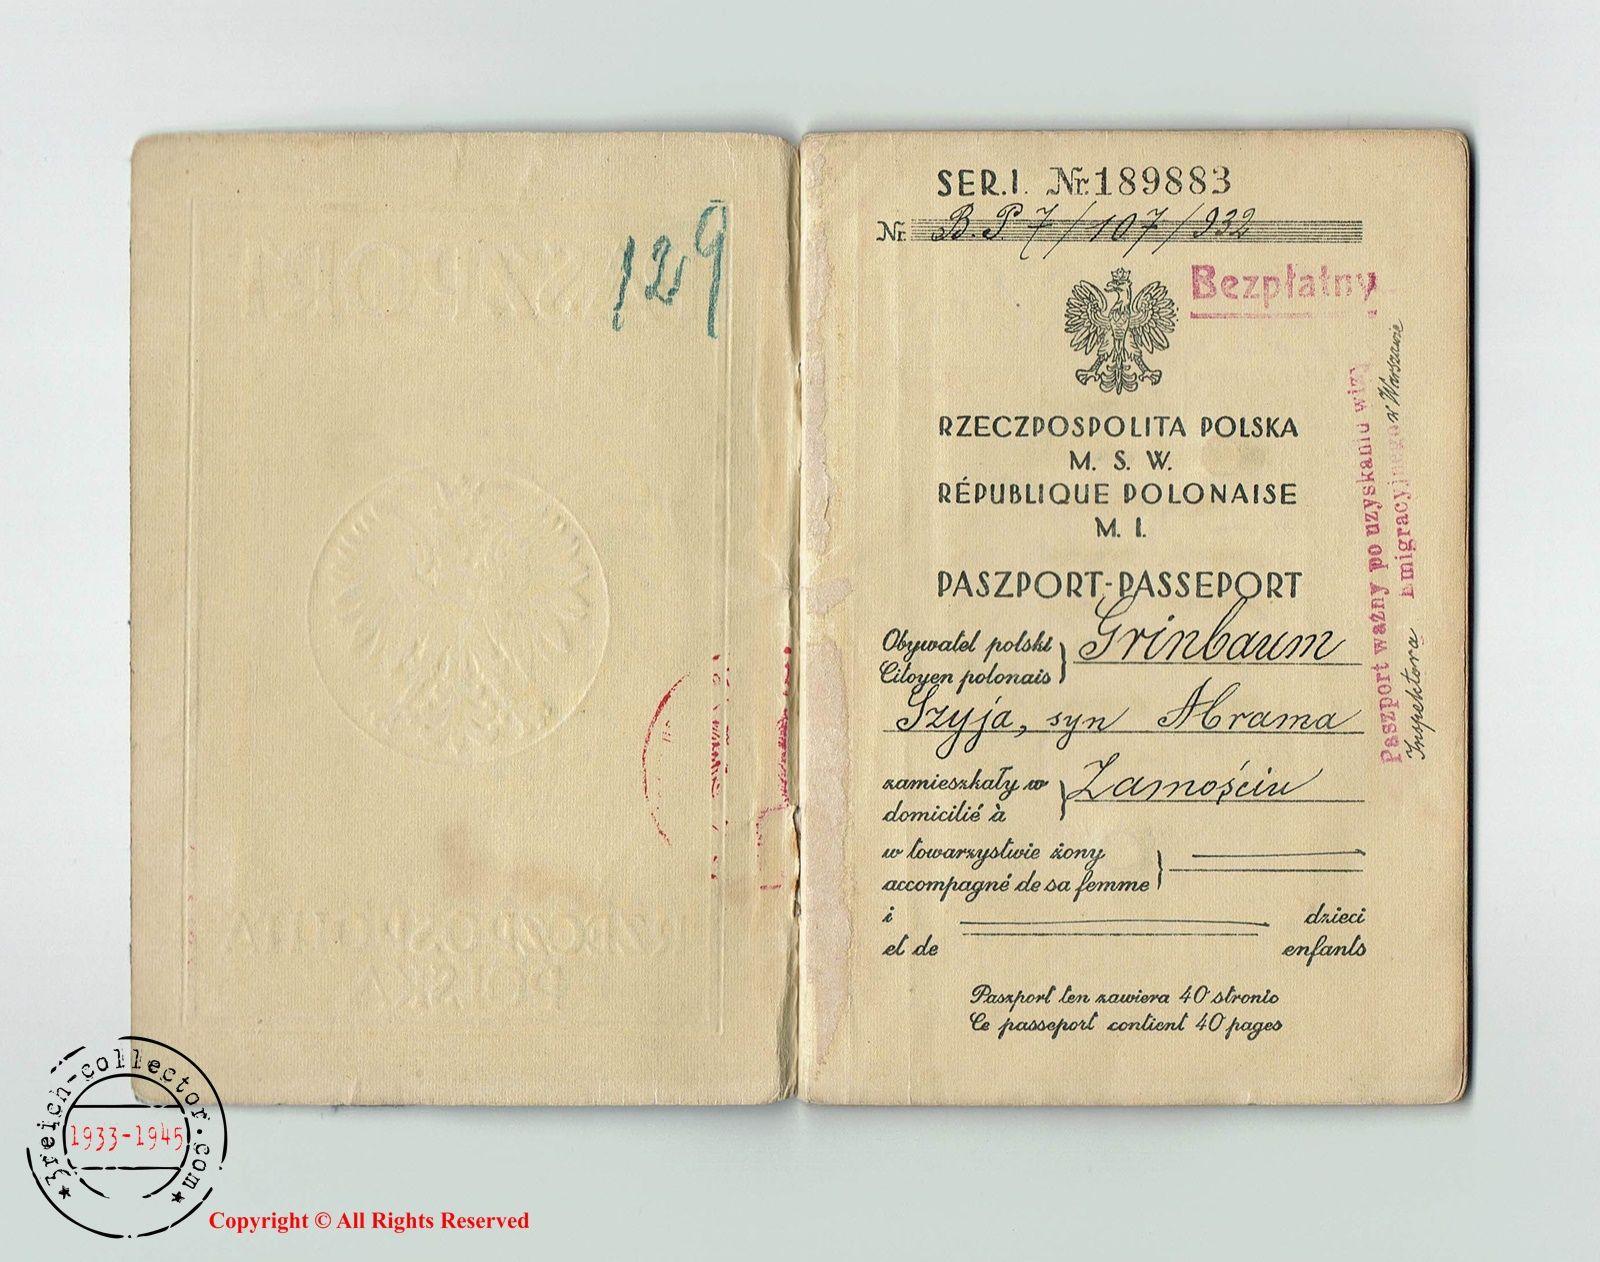 129
SER.I. Nr.189883
Nr. B.P.7/107/932
Bezpłatny
RZECZPOSPOLITA POLSKA
M. S. W.
RÉPUBLIQUE POLONAISE
M. I.
PASZPORT-PASSEPORT
Obywatel polski
Citoyen polonais
Grinbaum
Szyja, syn Abrama
zamieszkały w
domicilié à
Zamościu
w towarzystwie żony
accompagné de sa femme
i dzieci
et de enfants
Paszport ten zawiera 40 stronic
Ce passeport contient 40 pages
Paszport ważny po uzyskaniu wizy
Inspektora Emigracyjnego w Warszawie
3reich-collector.com
1933-1945
Copyright © All Rights Reserved